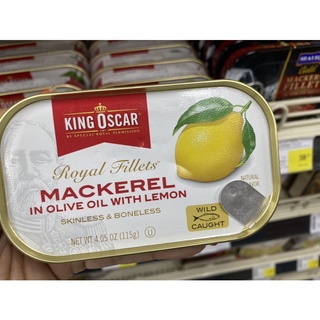 KING OSCAR
BY SPECIAL ROYAL PERMISSION
Royal Fillets
MACKEREL
IN OLIVE OIL WITH LEMON
SKINLESS & BONELESS
NATURAL
WILD
CAUGHT
NET WT 4.05 OZ (115g)
U